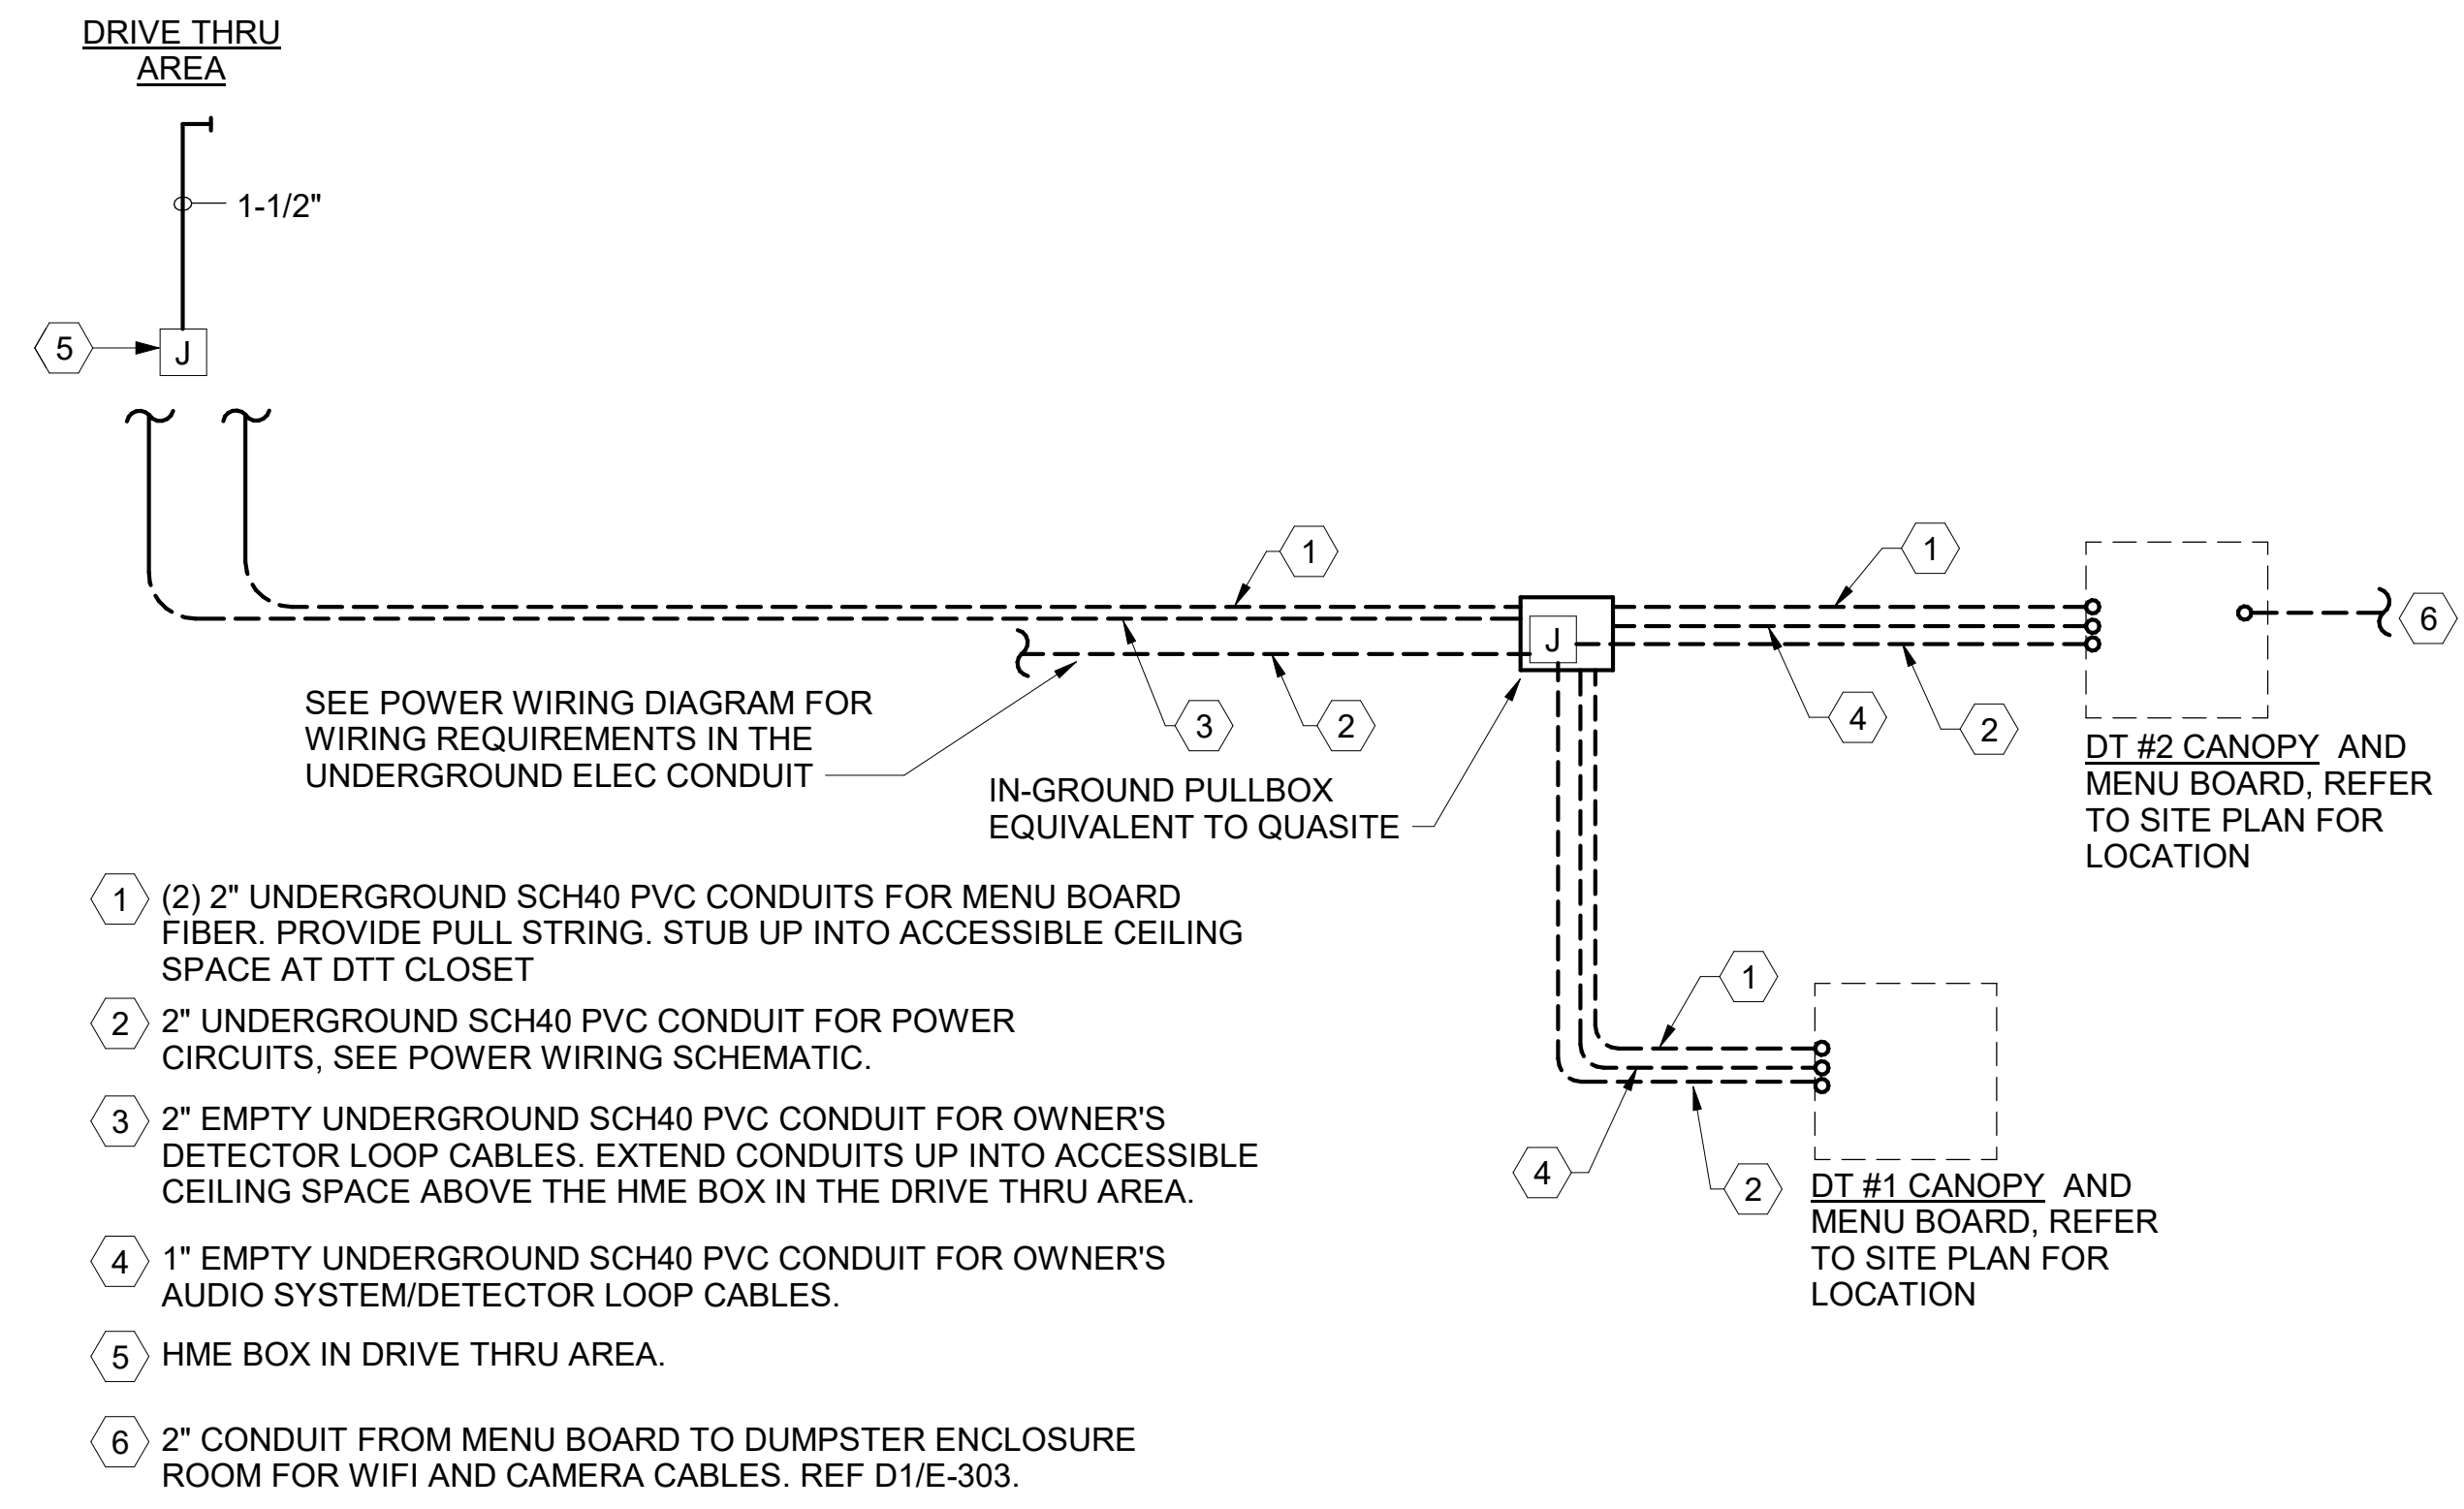 DRIVE THRU
AREA
1-1/2"
5
J
1
1
6
J
3
2
4
2
SEE POWER WIRING DIAGRAM FOR
WIRING REQUIREMENTS IN THE
UNDERGROUND ELEC CONDUIT
IN-GROUND PULLBOX
EQUIVALENT TO QUASITE
DT #2 CANOPY AND
MENU BOARD, REFER
TO SITE PLAN FOR
LOCATION
1
4
2
DT #1 CANOPY AND
MENU BOARD, REFER
TO SITE PLAN FOR
LOCATION
1 (2) 2" UNDERGROUND SCH40 PVC CONDUITS FOR MENU BOARD
FIBER. PROVIDE PULL STRING. STUB UP INTO ACCESSIBLE CEILING
SPACE AT DTT CLOSET
2 2" UNDERGROUND SCH40 PVC CONDUIT FOR POWER
CIRCUITS, SEE POWER WIRING SCHEMATIC.
3 2" EMPTY UNDERGROUND SCH40 PVC CONDUIT FOR OWNER'S
DETECTOR LOOP CABLES. EXTEND CONDUITS UP INTO ACCESSIBLE
CEILING SPACE ABOVE THE HME BOX IN THE DRIVE THRU AREA.
4 1" EMPTY UNDERGROUND SCH40 PVC CONDUIT FOR OWNER'S
AUDIO SYSTEM/DETECTOR LOOP CABLES.
5 HME BOX IN DRIVE THRU AREA.
6 2" CONDUIT FROM MENU BOARD TO DUMPSTER ENCLOSURE
ROOM FOR WIFI AND CAMERA CABLES. REF D1/E-303.